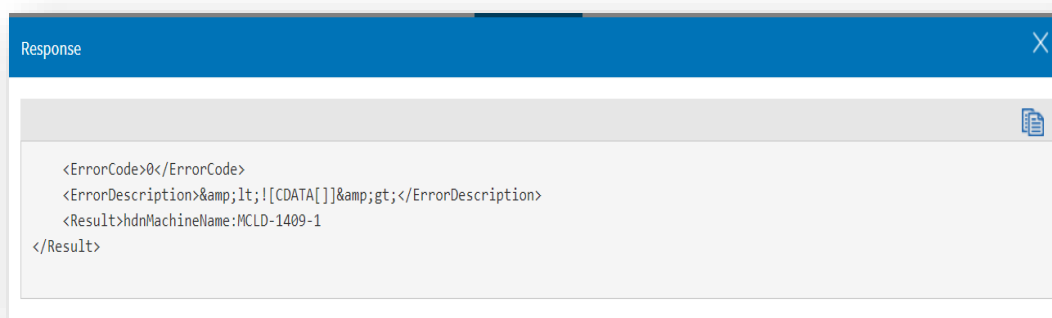 Response
<ErrorCode>0</ErrorCode>
<ErrorDescription>&amp;lt;![CDATA[]]&amp;gt;</ErrorDescription>
<Result>hdnMachineName:MCLD-1409-1
</Result>